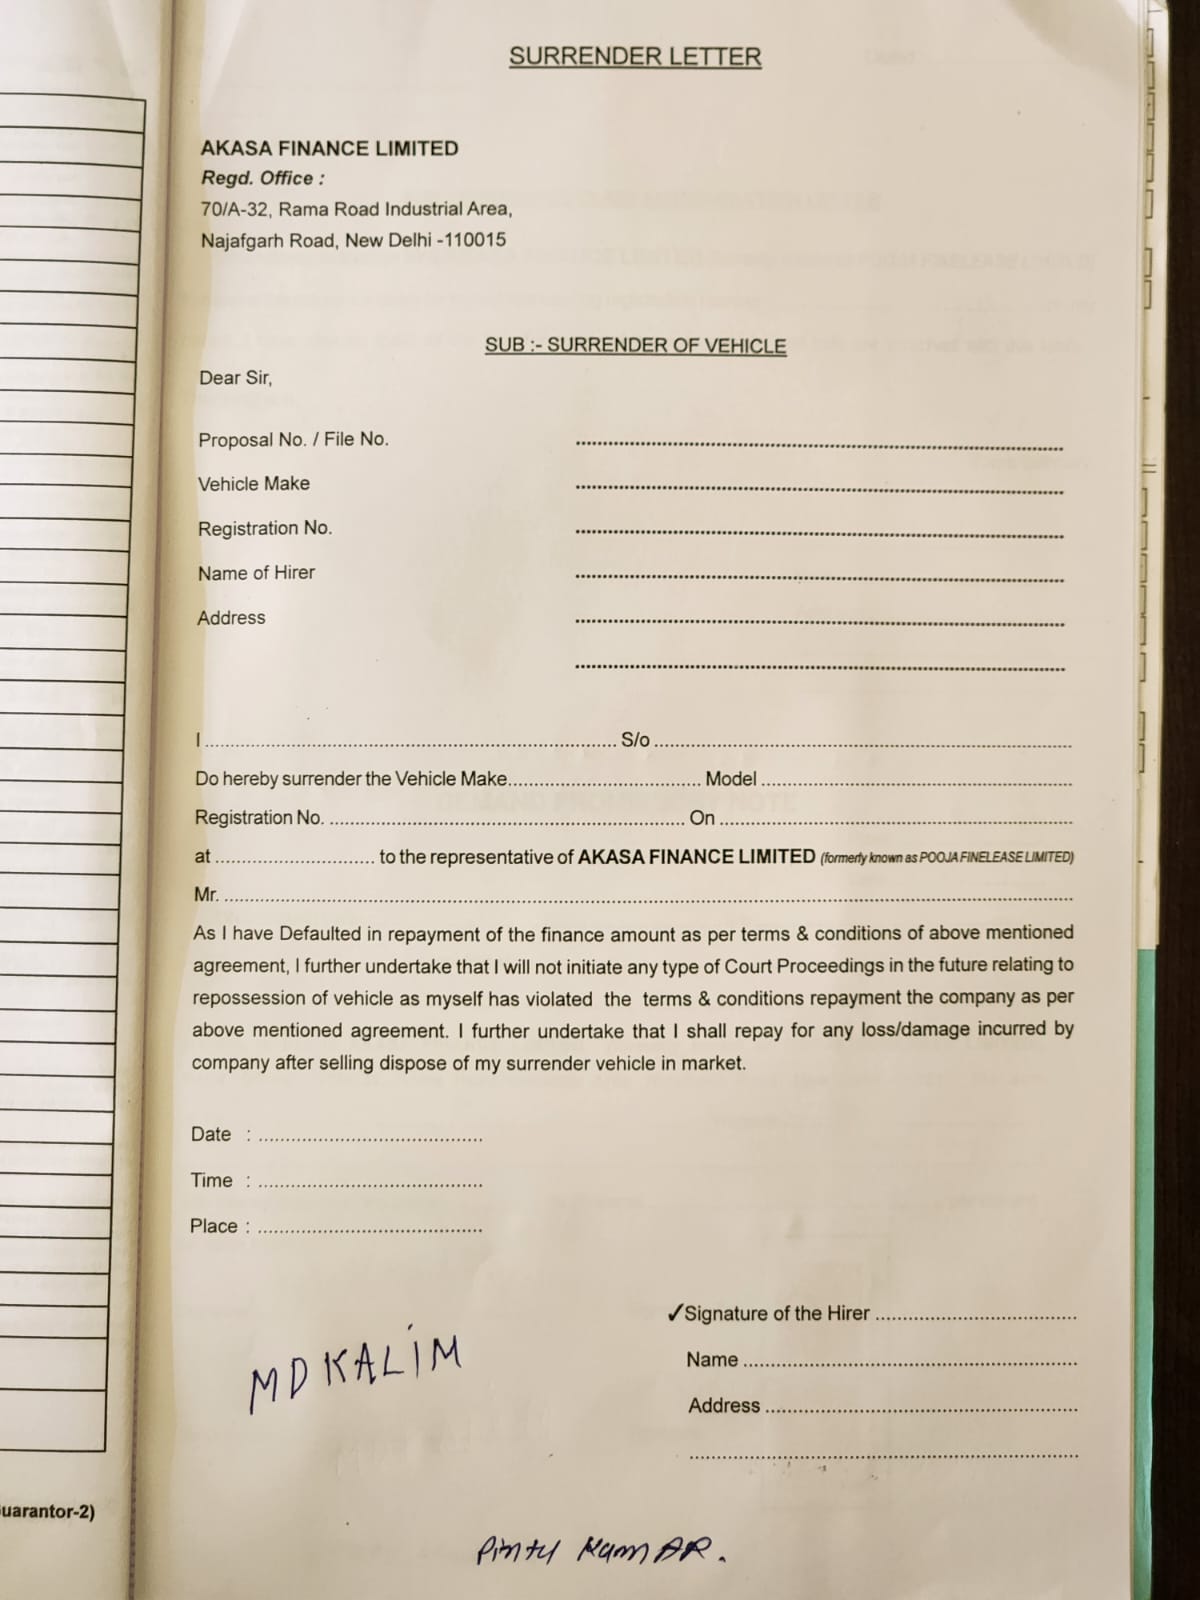 SURRENDER LETTER
AKASA FINANCE LIMITED
Regd. Office :
70/A-32, Rama Road Industrial Area,
Najafgarh Road, New Delhi -110015
SUB :- SURRENDER OF VEHICLE
Dear Sir,
Proposal No. / File No. ....................
Vehicle Make ....................
Registration No. ....................
Name of Hirer ....................
Address ....................
....................
I .................... S/o ....................
Do hereby surrender the Vehicle Make.................... Model ....................
Registration No. .................... On ....................
at .................... to the representative of AKASA FINANCE LIMITED (formerly known as POOJA FINELEASE LIMITED)
Mr. ....................
As I have Defaulted in repayment of the finance amount as per terms & conditions of above mentioned
agreement, I further undertake that I will not initiate any type of Court Proceedings in the future relating to
repossession of vehicle as myself has violated the terms & conditions repayment the company as per
above mentioned agreement. I further undertake that I shall repay for any loss/damage incurred by
company after selling dispose of my surrender vehicle in market.
Date : ....................
Time : ....................
Place : ....................
✓Signature of the Hirer ....................
MD KALIM
Name ....................
Address ....................
....................
uarantor-2)
Pintu KumAR.